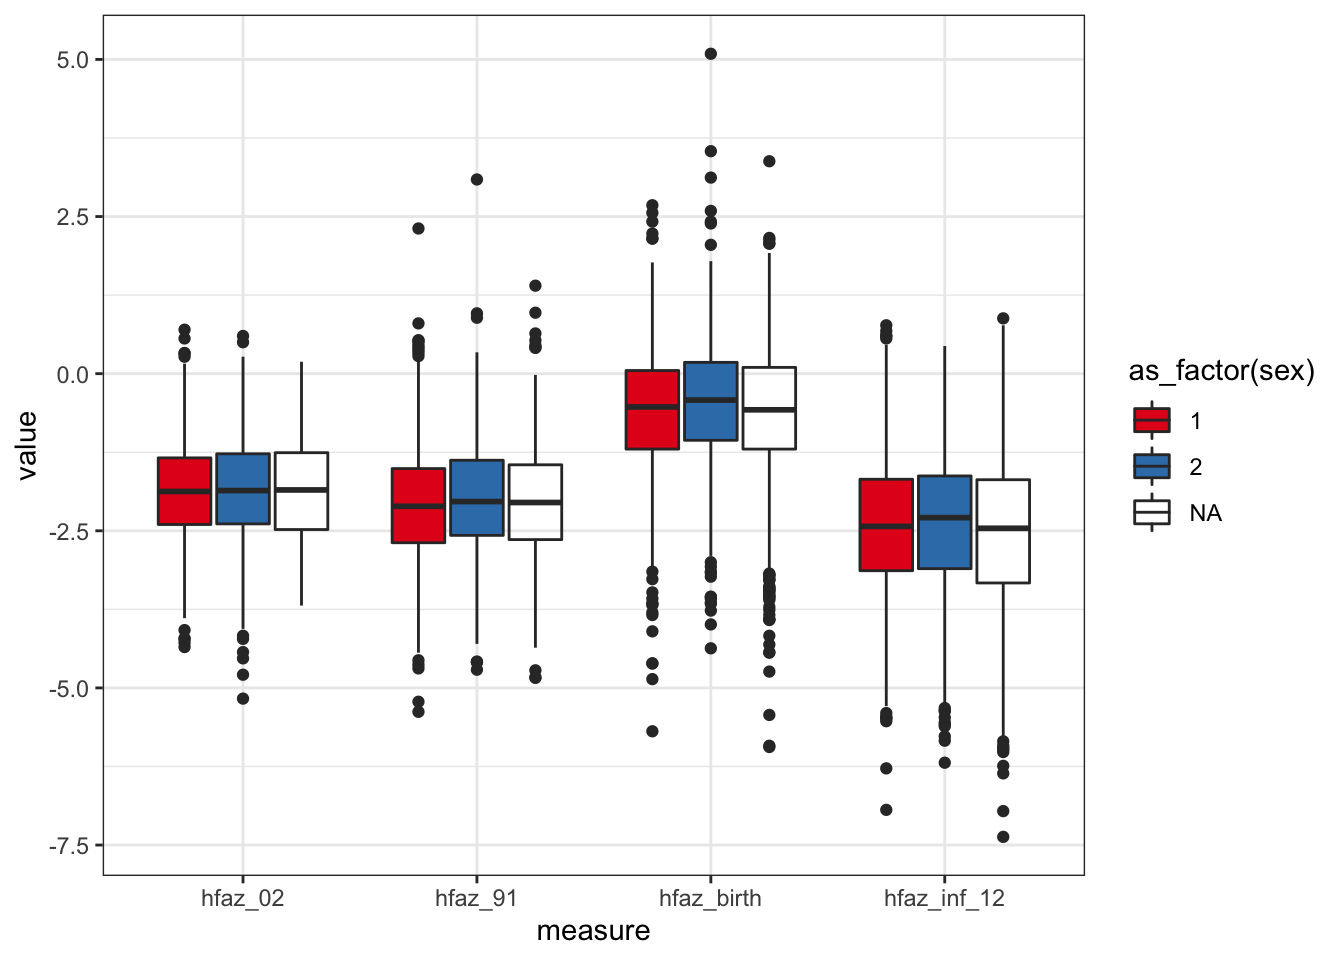 value
5.0
2.5
0.0
-2.5
-5.0
-7.5
hfaz_02 hfaz_91 hfaz_birth hfaz_inf_12
measure
as_factor(sex)
1
2
NA